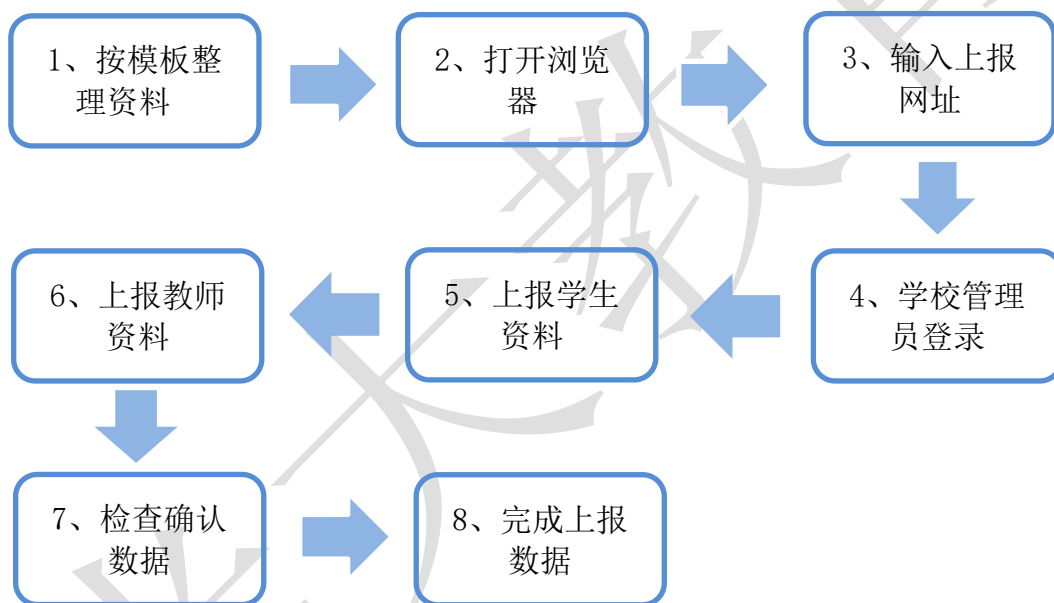 1、按模板整
理资料
2、打开浏览
器
3、输入上报
网址
4、学校管理
员登录
5、上报学生
资料
6、上报教师
资料
7、检查确认
数据
8、完成上报
数据